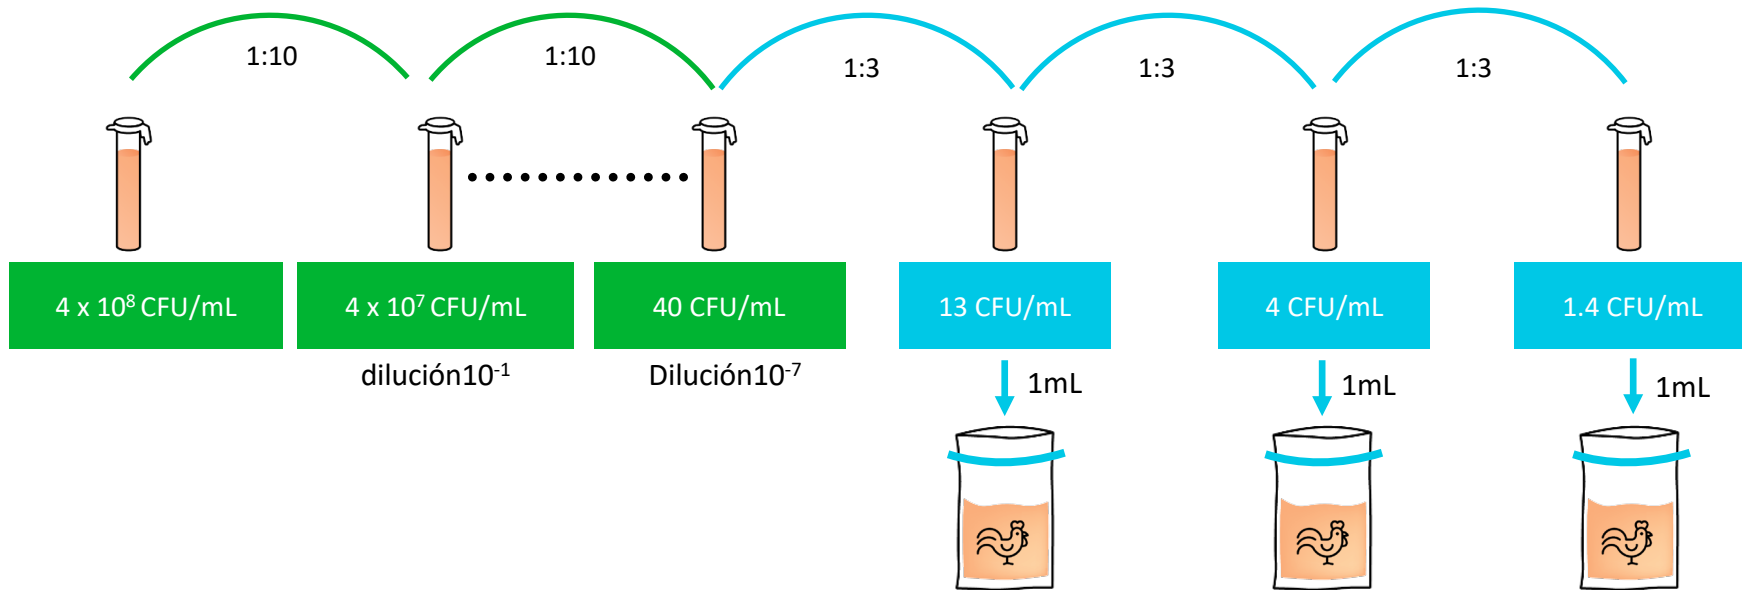 1:10
1:10
1:3
1:3
1:3
4 x 10⁸ CFU/mL
4 x 10⁷ CFU/mL
40 CFU/mL
13 CFU/mL
4 CFU/mL
1.4 CFU/mL
dilución10⁻¹
Dilución10⁻⁷
1mL
1mL
1mL